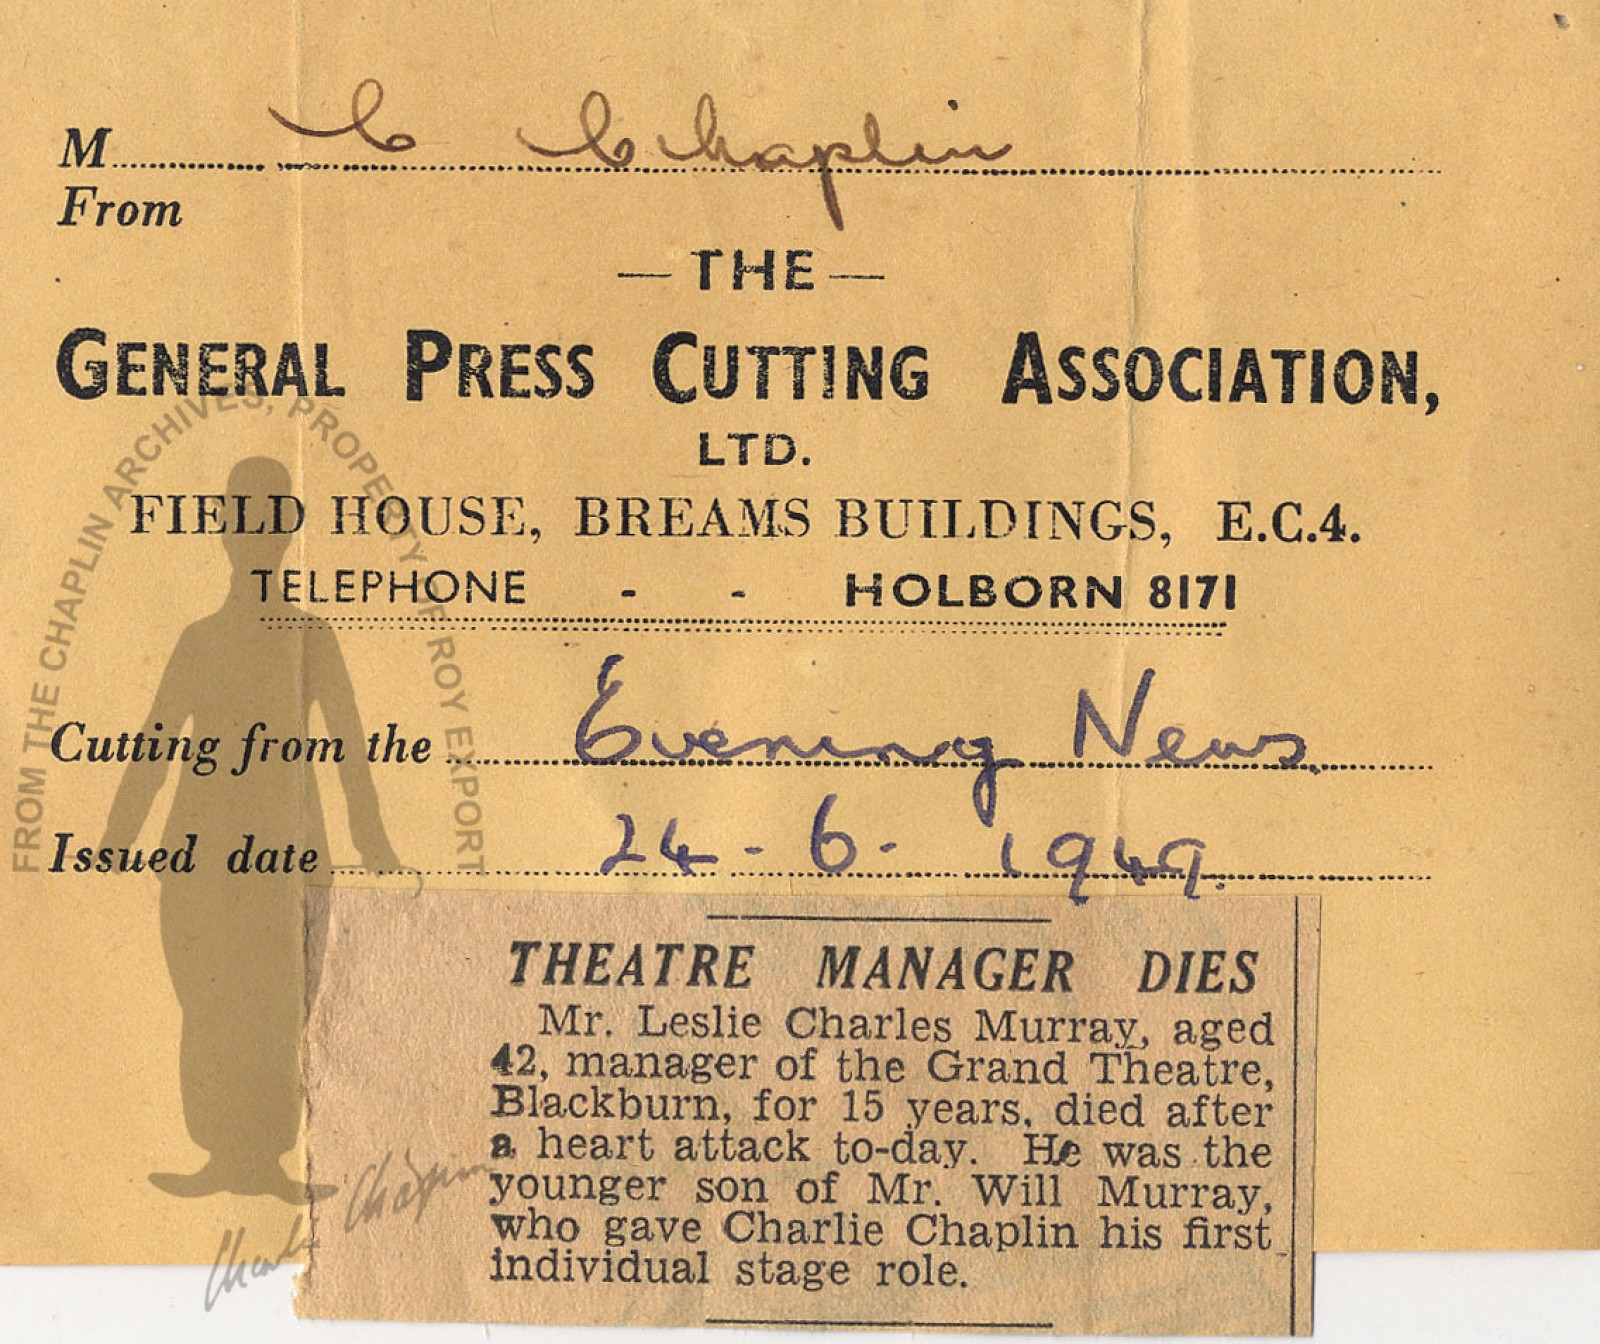 M C Chaplin
From
— THE —
GENERAL PRESS CUTTING ASSOCIATION,
LTD.
FIELD HOUSE, BREAMS BUILDINGS, E.C.4.
TELEPHONE - - HOLBORN 8171
Cutting from the Evening News.
Issued date 24 - 6 - 1949.
THEATRE MANAGER DIES
Mr. Leslie Charles Murray, aged
42, manager of the Grand Theatre,
Blackburn, for 15 years, died after
a heart attack to-day. He was the
younger son of Mr. Will Murray,
who gave Charlie Chaplin his first
individual stage role.
FROM THE CHAPLIN ARCHIVES, PROPERTY OF ROY EXPORT
Charlie Chaplin